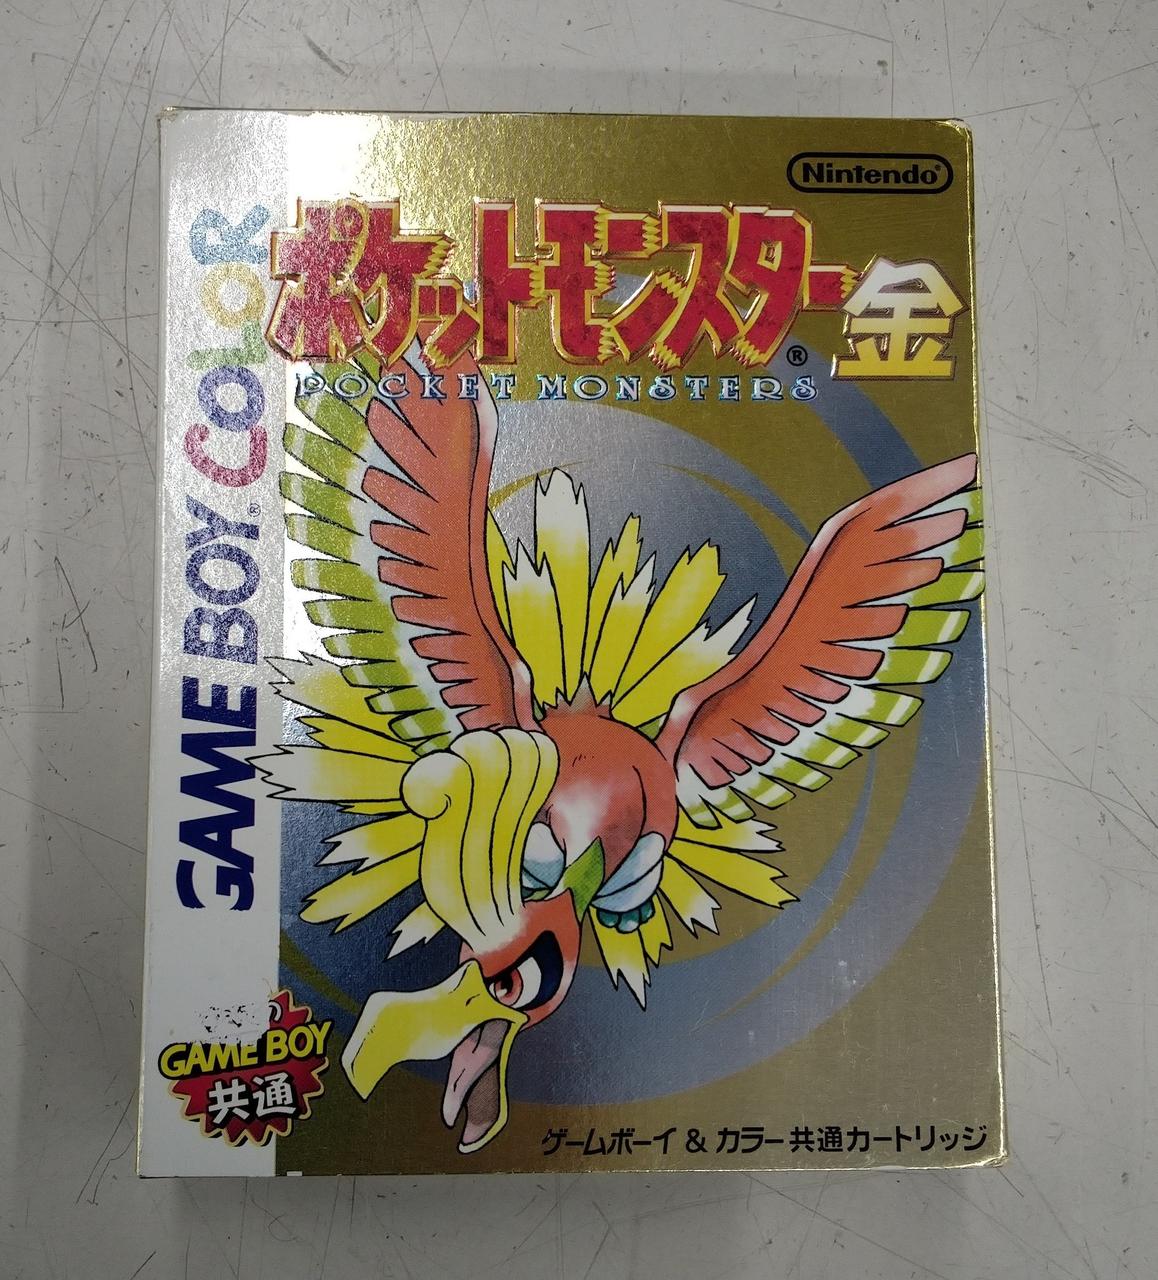 Nintendo®
ポケットモンスター金
®
POCKET MONSTERS
GAME BOY® COLOR
の
GAME BOY
共通
ゲームボーイ & カラー共通カートリッジ